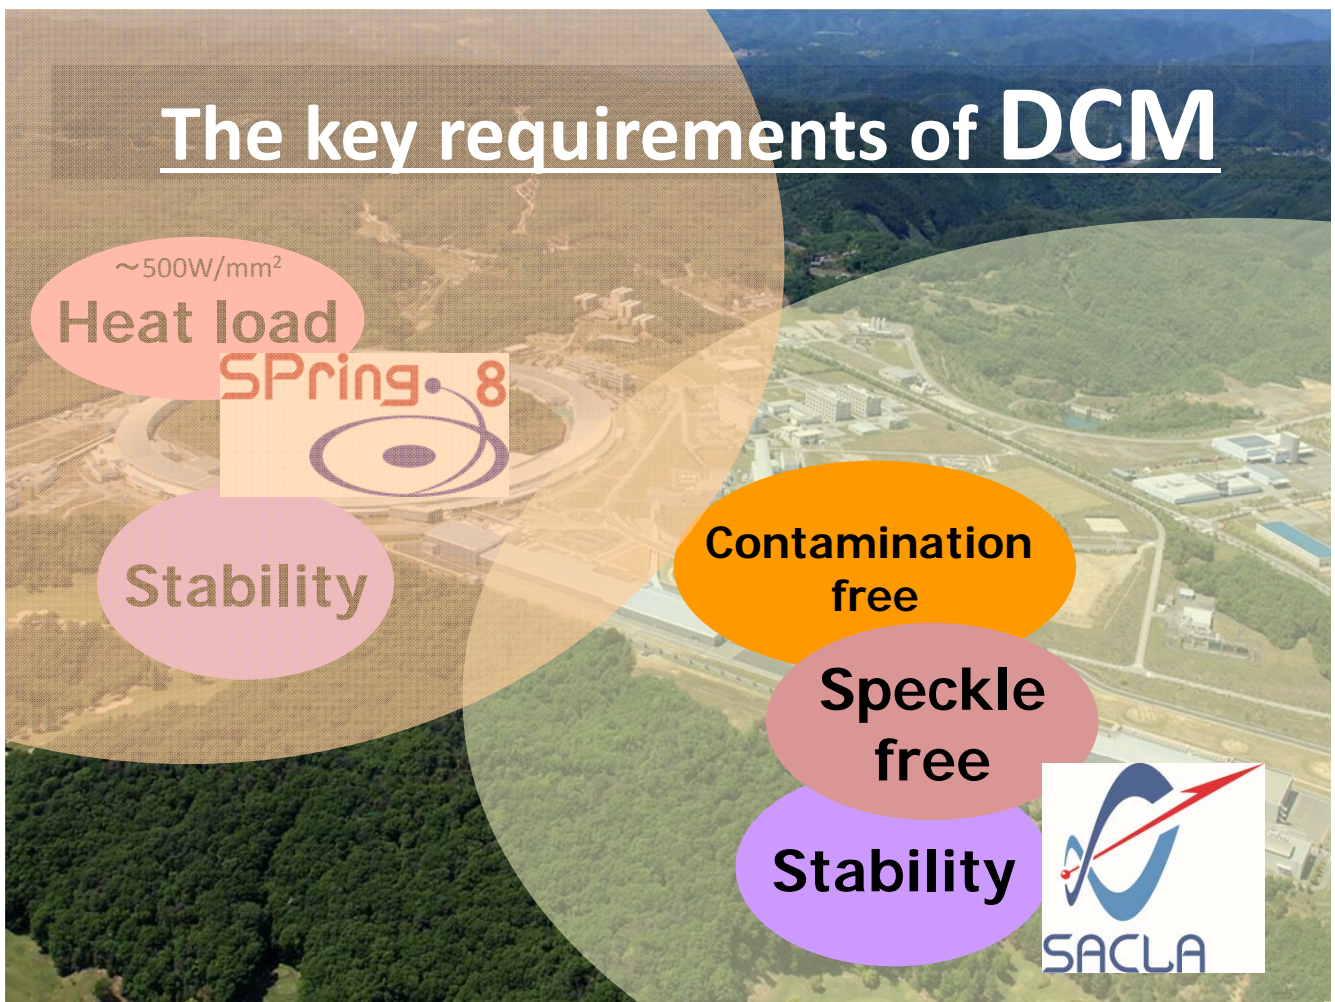 The key requirements of DCM
～500W/mm²
Heat load
SPring-8
Stability
Contamination
free
Speckle
free
Stability
SACLA